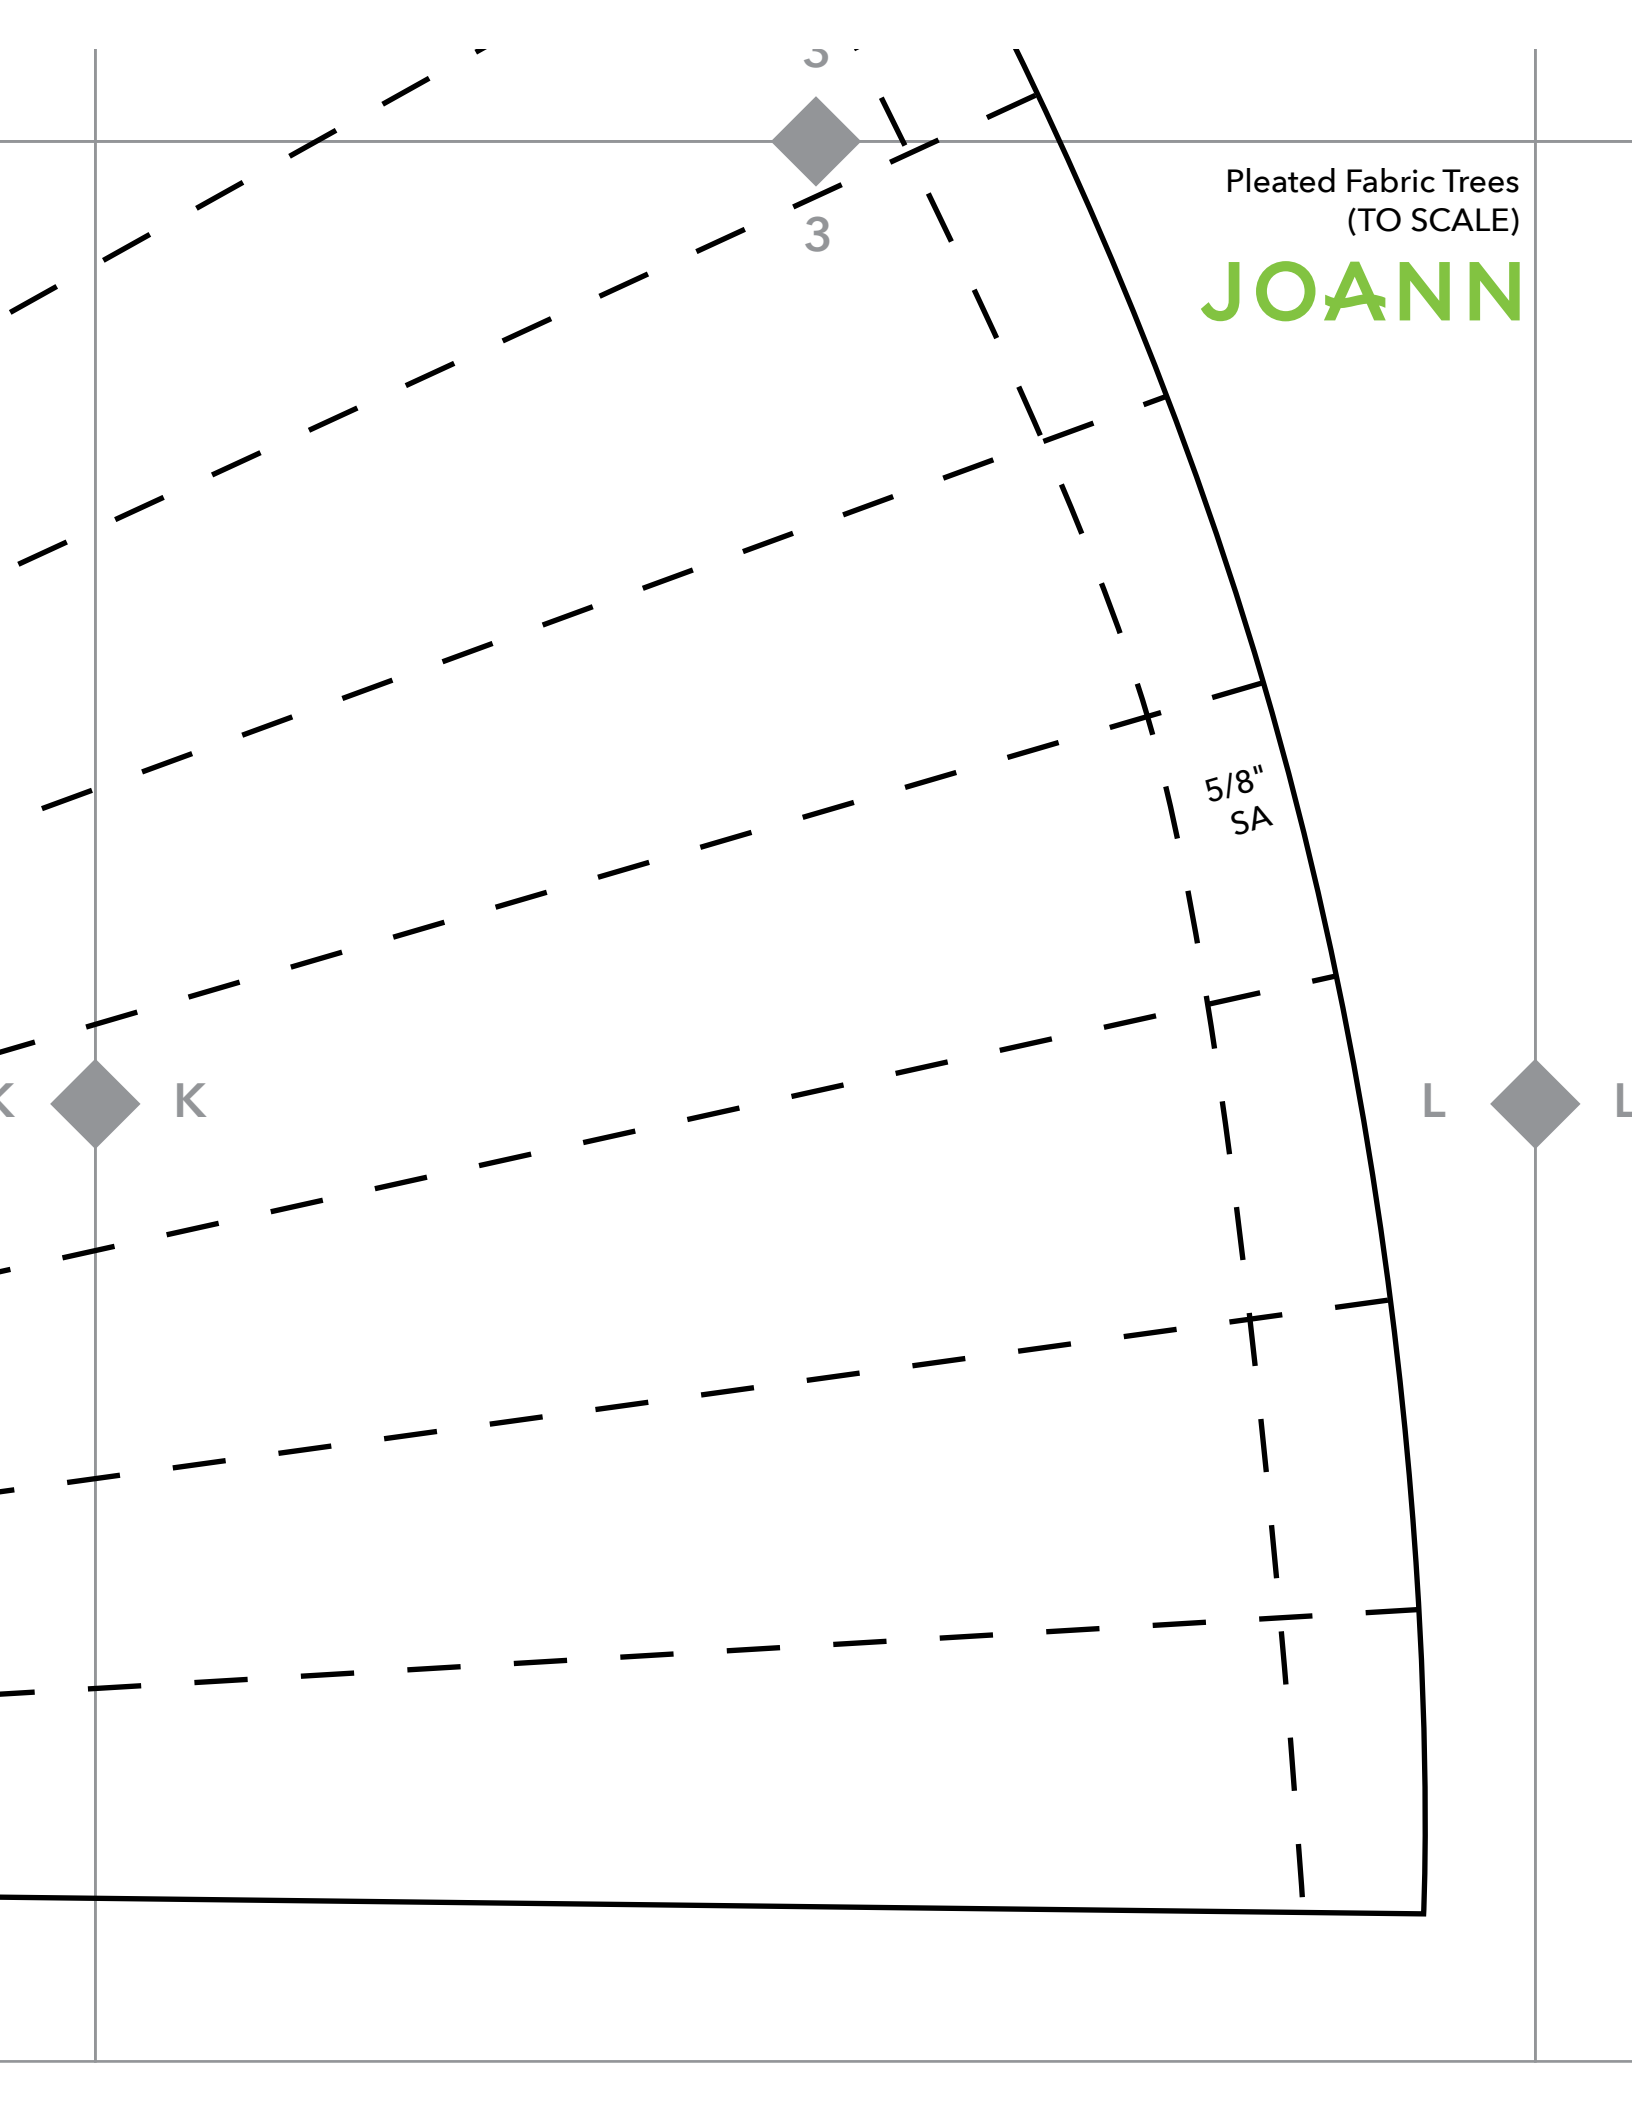 3
3
Pleated Fabric Trees
(TO SCALE)
JOANN
5/8"
SA
K K
L L